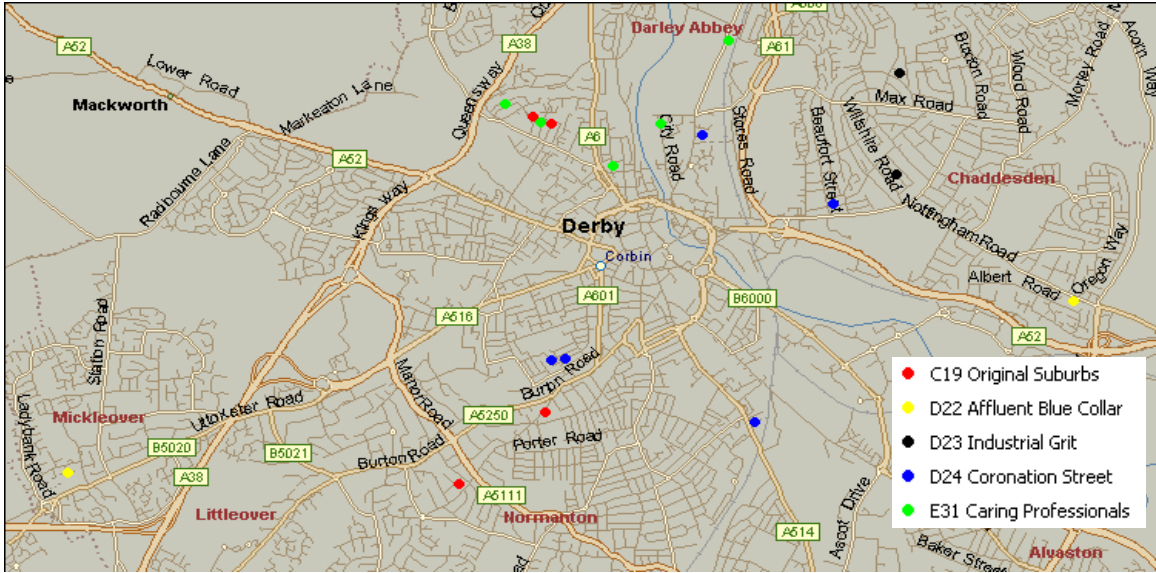 A52
Lower Road
Mackworth
Markeaton Lane
Queensway
A38
Darley Abbey
A61
Buxton Road
Wood Road
Morley Road
Acorn Way
Max Road
Wiltshire Road
Beaufort Street
Stores Road
City Road
A6
A52
Radbourne Lane
Kings Way
Chaddesden
Nottingham Road
Derby
Corbin
Albert Road
Oregon Way
A601
B6000
A516
A52
Station Road
Manor Road
Burton Road
Mickleover
Uttoxeter Road
Ladybank Road
A5250
Porter Road
B5020
B5021
Burton Road
A38
A5111
Littleover
Normanton
A514
Ascot Drive
Baker Street
Alvaston
C19 Original Suburbs
D22 Affluent Blue Collar
D23 Industrial Grit
D24 Coronation Street
E31 Caring Professionals